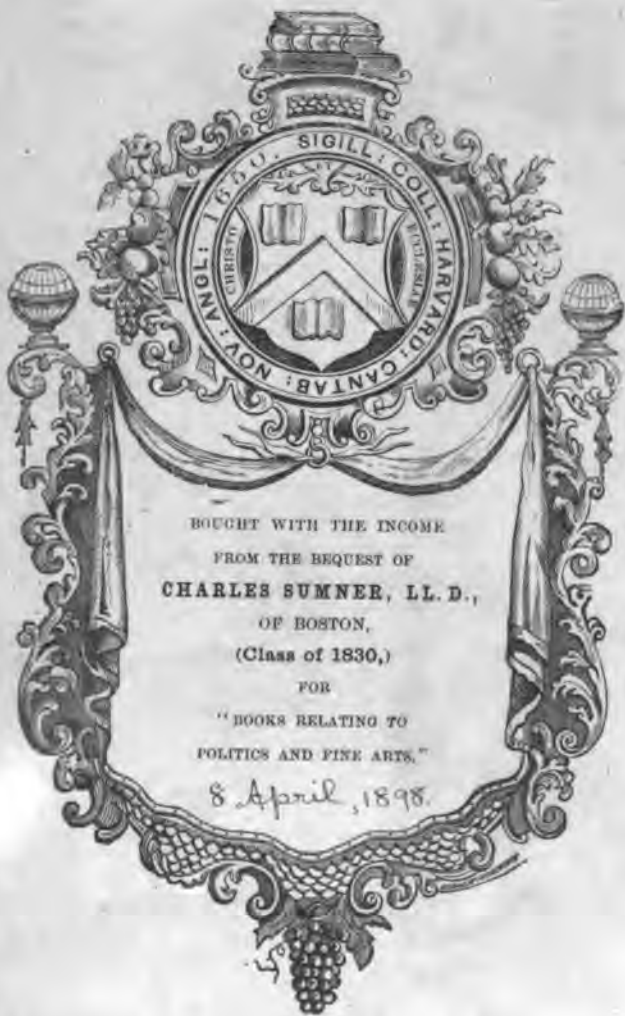 SIGILL: COLL: HARVARD: CANTAB: NOV: ANGL: 1650.
CHRISTO
ECCLESIAE
BOUGHT WITH THE INCOME
FROM THE BEQUEST OF
CHARLES SUMNER, LL. D.,
OF BOSTON,
(Class of 1830,)
FOR
"BOOKS RELATING TO
POLITICS AND FINE ARTS."
8 April, 1898.